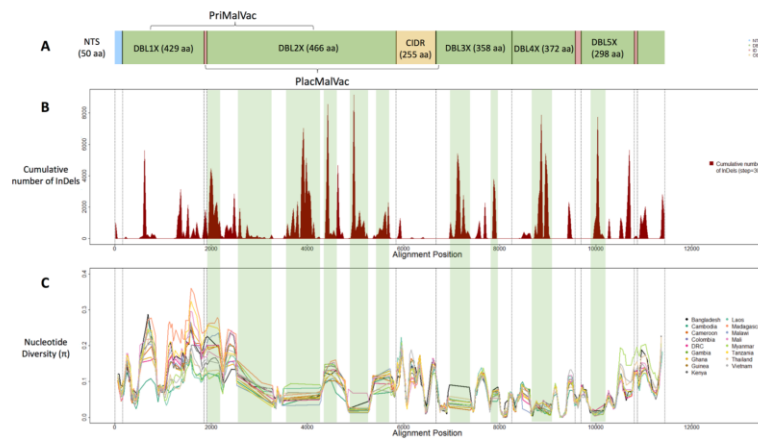 PriMalVac
A
NTS
(50 aa)
DBL1X (429 aa)
DBL2X (466 aa)
CIDR
(255 aa)
DBL3X (358 aa)
DBL4X (372 aa)
DBL5X
(298 aa)
PlacMalVac
B
Cumulative
number of InDels
8000
6000
4000
2000
0
Cumulative numbe
of InDels (step=3
0 2000 4000 6000 8000 10000 12000
Alignment Position
C
Nucleotide
Diversity (π)
0.4
0.3
0.2
0.1
0.0
Bangladesh
Cambodia
Cameroon
Colombia
DRC
Gambia
Ghana
Guinea
Kenya
Laos
Madagasc
Malawi
Mali
Myanmar
Tanzania
Thailand
Vietnam
0 2000 4000 6000 8000 10000 12000
Alignment Position